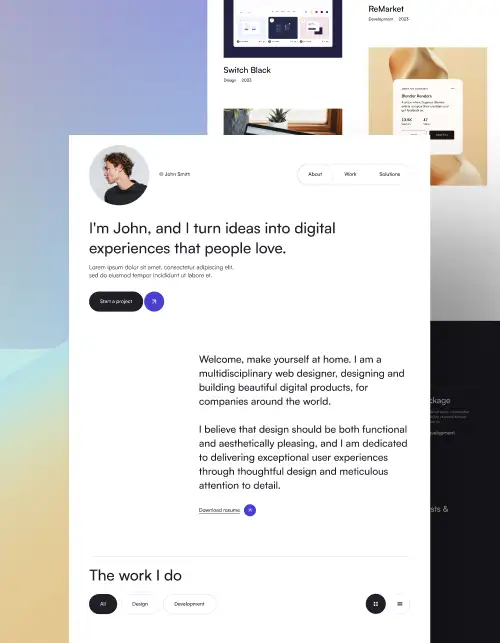 ReMarket
Development 2023
Switch Black
Design 2023
Blender Renders
13.5K
47
© John Smith
About
Work
Solutions
I'm John, and I turn ideas into digital
experiences that people love.
Lorem ipsum dolor sit amet, consectetur adipiscing elit,
sed do eiusmod tempor incididunt ut labore et.
Start a project
Welcome, make yourself at home. I am a
multidisciplinary web designer, designing and
building beautiful digital products, for
companies around the world.
I believe that design should be both functional
and aesthetically pleasing, and I am dedicated
to delivering exceptional user experiences
through thoughtful design and meticulous
attention to detail.
Download resume
ckage
evelopment
sts &
The work I do
All
Design
Development